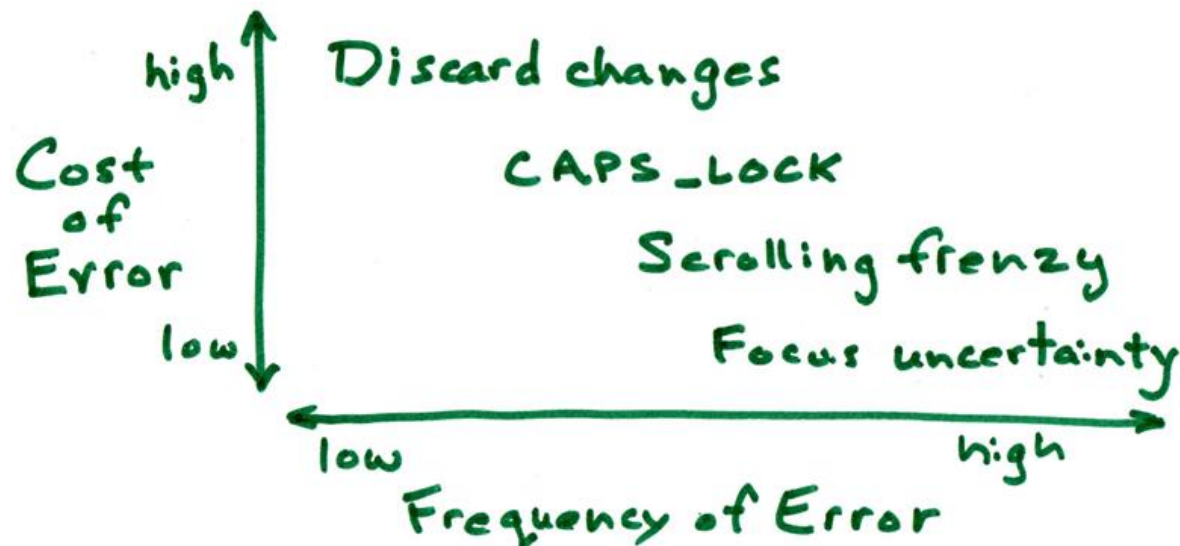 high
Discard changes
Cost
of
Error
CAPS_LOCK
Scrolling frenzy
low
Focus uncertainty
low
high
Frequency of Error